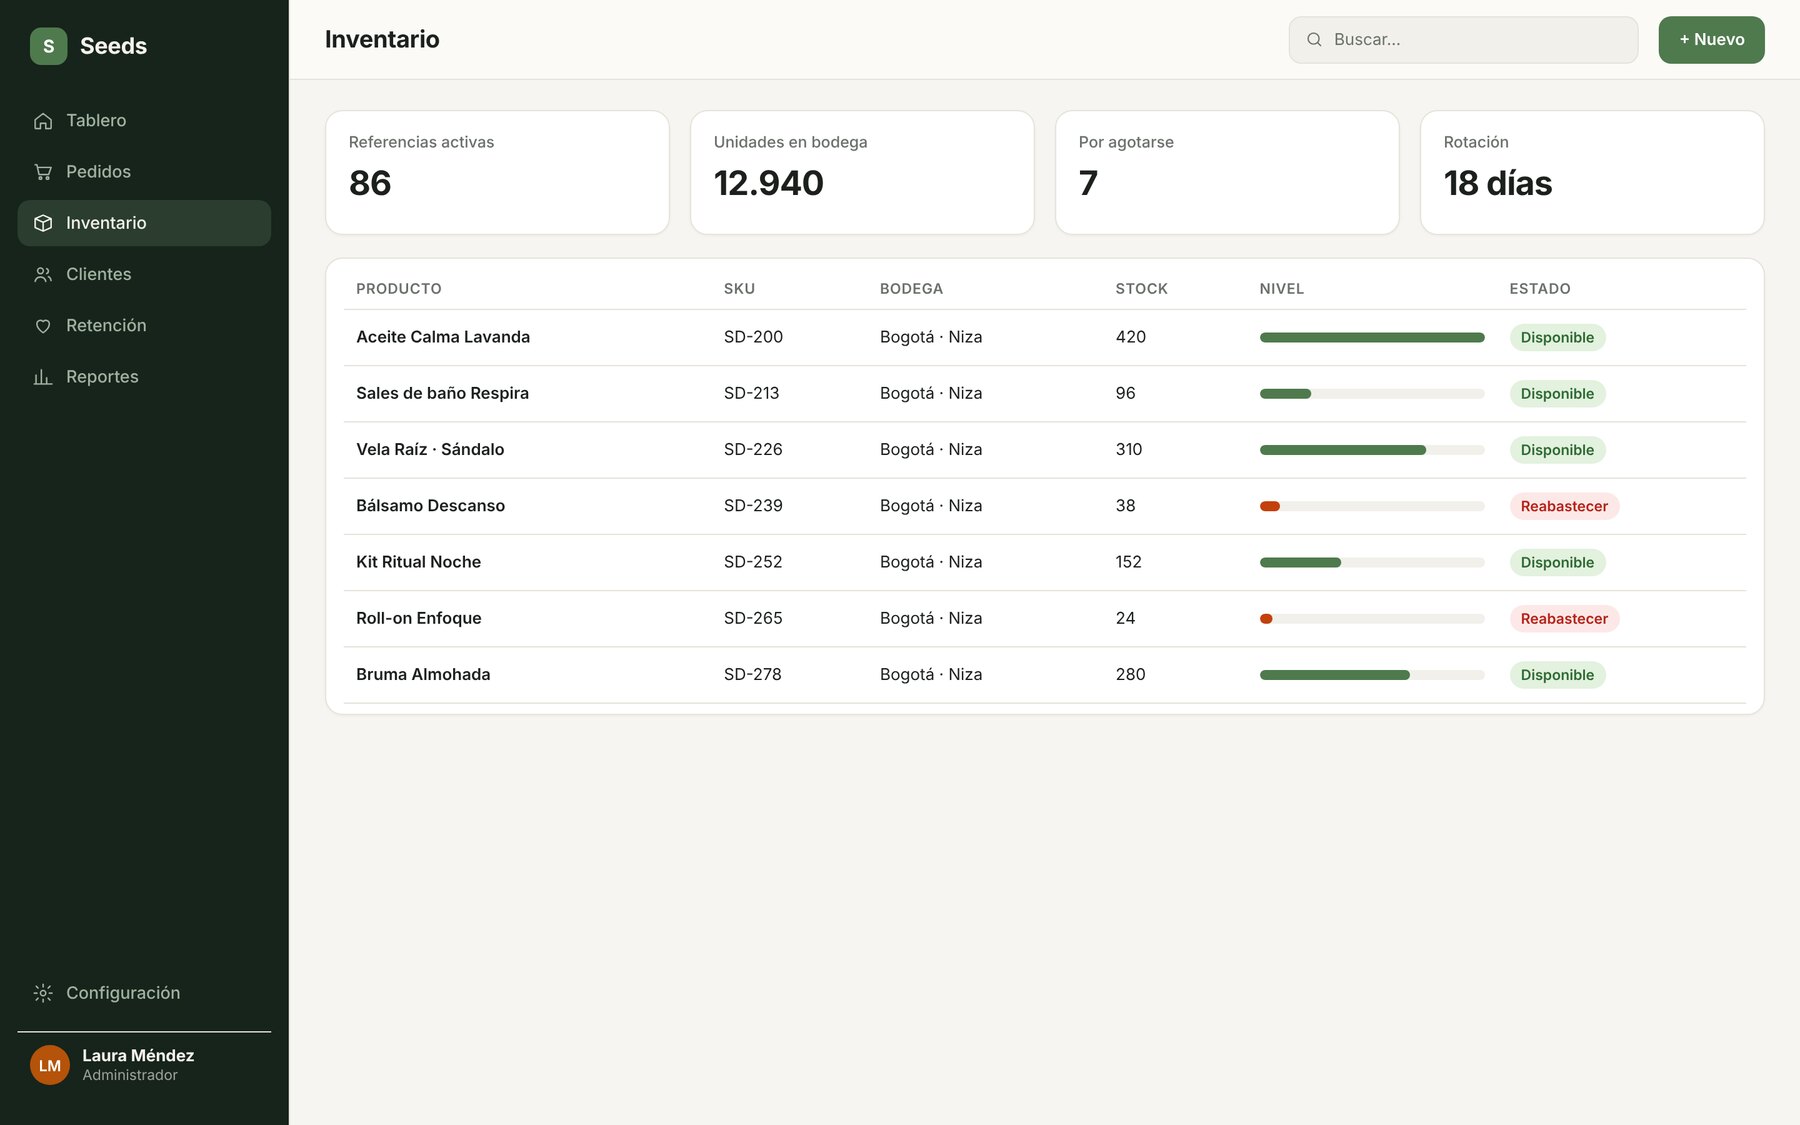 S Seeds
Tablero
Pedidos
Inventario
Clientes
Retención
Reportes
Configuración
LM
Laura Méndez
Administrador
Inventario
Buscar...
+ Nuevo
Referencias activas
86
Unidades en bodega
12.940
Por agotarse
7
Rotación
18 días
PRODUCTO SKU BODEGA STOCK NIVEL ESTADO
Aceite Calma Lavanda SD-200 Bogotá · Niza 420 Disponible
Sales de baño Respira SD-213 Bogotá · Niza 96 Disponible
Vela Raíz · Sándalo SD-226 Bogotá · Niza 310 Disponible
Bálsamo Descanso SD-239 Bogotá · Niza 38 Reabastecer
Kit Ritual Noche SD-252 Bogotá · Niza 152 Disponible
Roll-on Enfoque SD-265 Bogotá · Niza 24 Reabastecer
Bruma Almohada SD-278 Bogotá · Niza 280 Disponible